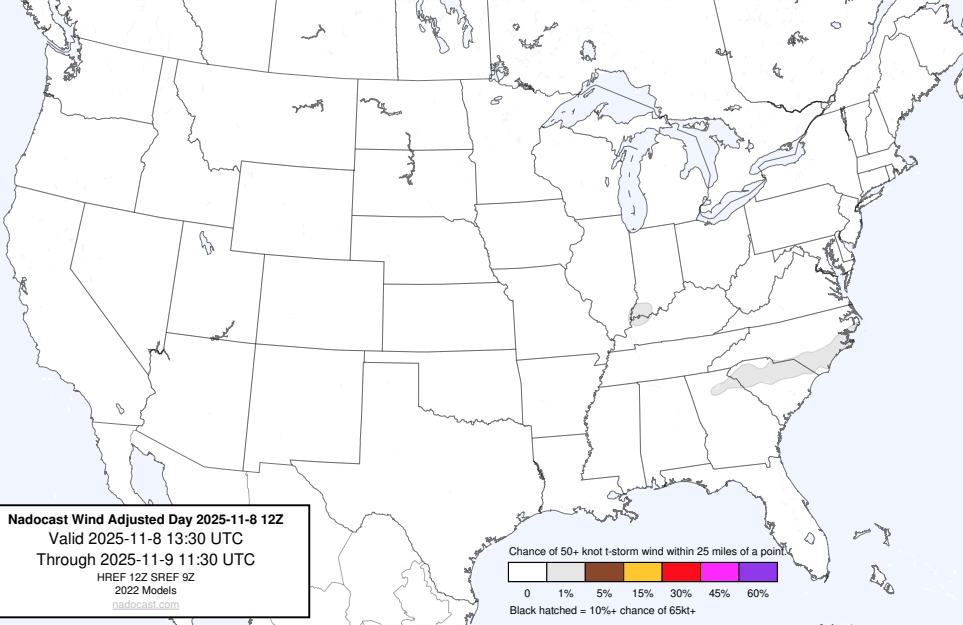 Nadocast Wind Adjusted Day 2025-11-8 12Z
Valid 2025-11-8 13:30 UTC
Through 2025-11-9 11:30 UTC
HREF 12Z SREF 9Z
2022 Models
nadocast.com
Chance of 50+ knot t-storm wind within 25 miles of a point.
0 1% 5% 15% 30% 45% 60%
Black hatched = 10%+ chance of 65kt+